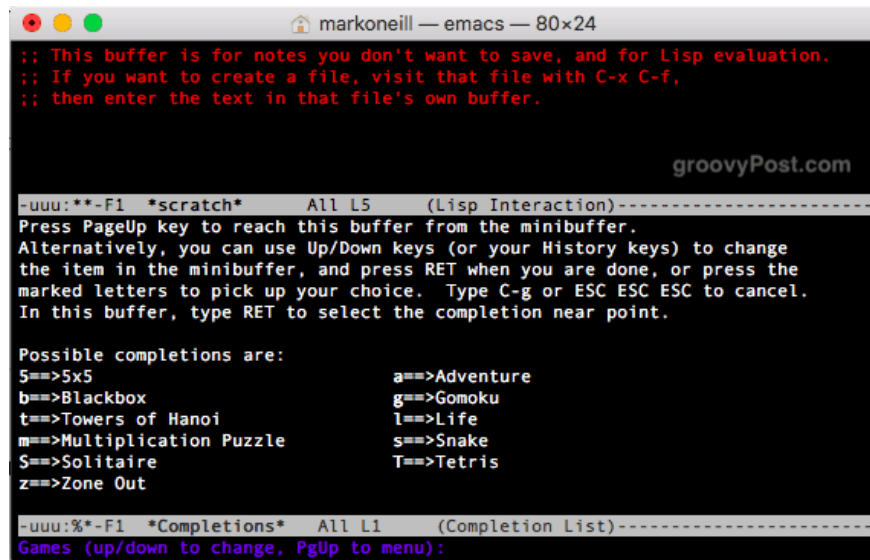 markoneill — emacs — 80×24
;; This buffer is for notes you don't want to save, and for Lisp evaluation.
;; If you want to create a file, visit that file with C-x C-f,
;; then enter the text in that file's own buffer.
groovyPost.com
-uuu:**-F1  *scratch*      All L5     (Lisp Interaction)------------------------
Press PageUp key to reach this buffer from the minibuffer.
Alternatively, you can use Up/Down keys (or your History keys) to change
the item in the minibuffer, and press RET when you are done, or press the
marked letters to pick up your choice.  Type C-g or ESC ESC ESC to cancel.
In this buffer, type RET to select the completion near point.
Possible completions are:
5==>5x5                            a==>Adventure
b==>Blackbox                       g==>Gomoku
t==>Towers of Hanoi                l==>Life
m==>Multiplication Puzzle          s==>Snake
S==>Solitaire                      T==>Tetris
z==>Zone Out
-uuu:%*-F1  *Completions*   All L1     (Completion List)------------------------
Games (up/down to change, PgUp to menu):